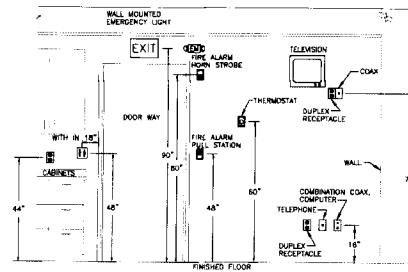 WALL MOUNTED
EMERGENCY LIGHT
EXIT
EM
TELEVISION
FIRE ALARM
HORN STROBE
COAX
DUPLEX
RECEPTACLE
THERMOSTAT
DOOR WAY
WITH IN 18"
FIRE ALARM
PULL STATION
CABINETS
WALL
90"
80"
60"
44"
48"
48"
COMBINATION COAX,
COMPUTER
TELEPHONE
DUPLEX
RECEPTACLE
16"
FINISHED FLOOR